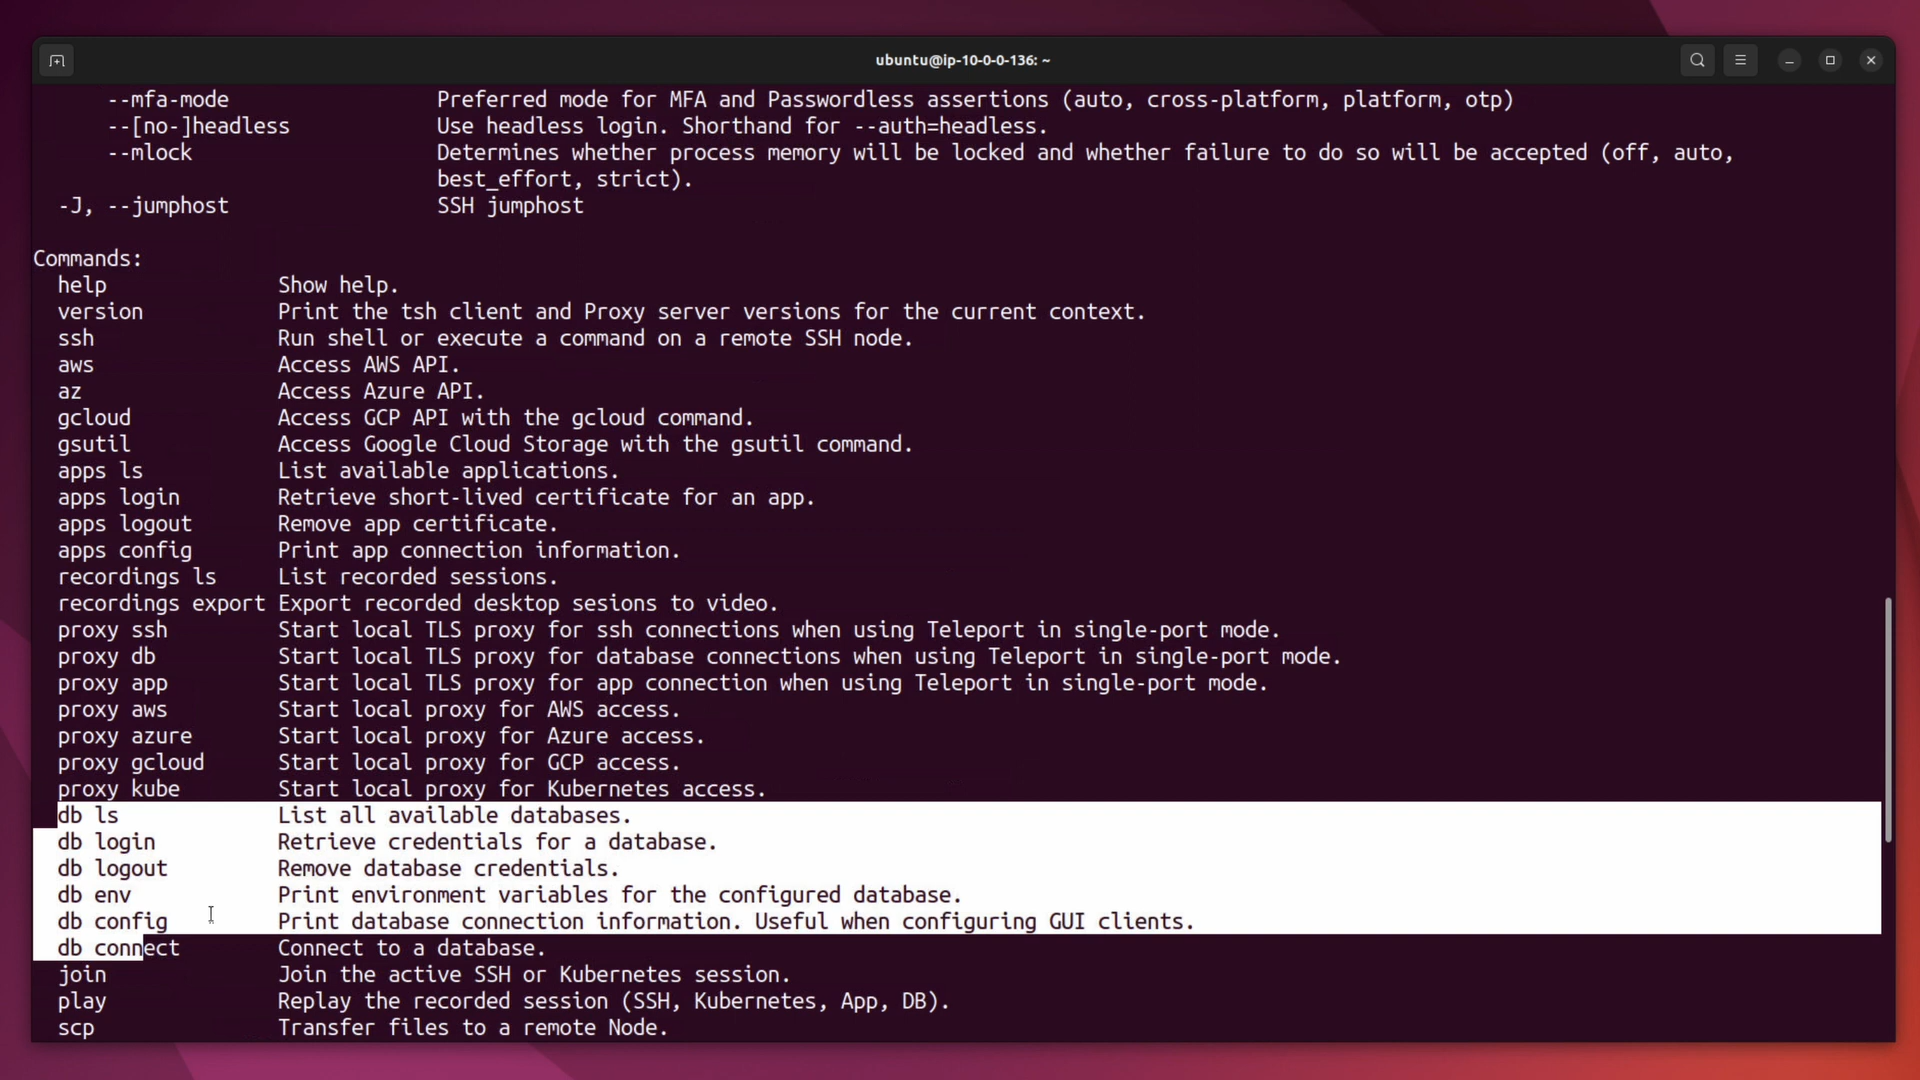 ubuntu@ip-10-0-0-136: ~
--mfa-mode Preferred mode for MFA and Passwordless assertions (auto, cross-platform, platform, otp)
--[no-]headless Use headless login. Shorthand for --auth=headless.
--mlock Determines whether process memory will be locked and whether failure to do so will be accepted (off, auto,
best_effort, strict).
-J, --jumphost SSH jumphost
Commands:
help Show help.
version Print the tsh client and Proxy server versions for the current context.
ssh Run shell or execute a command on a remote SSH node.
aws Access AWS API.
az Access Azure API.
gcloud Access GCP API with the gcloud command.
gsutil Access Google Cloud Storage with the gsutil command.
apps ls List available applications.
apps login Retrieve short-lived certificate for an app.
apps logout Remove app certificate.
apps config Print app connection information.
recordings ls List recorded sessions.
recordings export Export recorded desktop sesions to video.
proxy ssh Start local TLS proxy for ssh connections when using Teleport in single-port mode.
proxy db Start local TLS proxy for database connections when using Teleport in single-port mode.
proxy app Start local TLS proxy for app connection when using Teleport in single-port mode.
proxy aws Start local proxy for AWS access.
proxy azure Start local proxy for Azure access.
proxy gcloud Start local proxy for GCP access.
proxy kube Start local proxy for Kubernetes access.
db ls List all available databases.
db login Retrieve credentials for a database.
db logout Remove database credentials.
db env Print environment variables for the configured database.
db config Print database connection information. Useful when configuring GUI clients.
db connect Connect to a database.
join Join the active SSH or Kubernetes session.
play Replay the recorded session (SSH, Kubernetes, App, DB).
scp Transfer files to a remote Node.